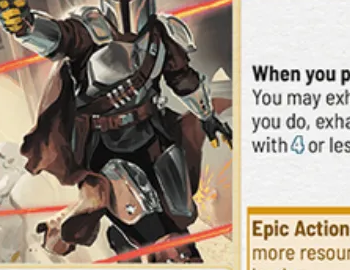 When you p
You may exh
you do, exha
with 4 or les
Epic Action
more resour